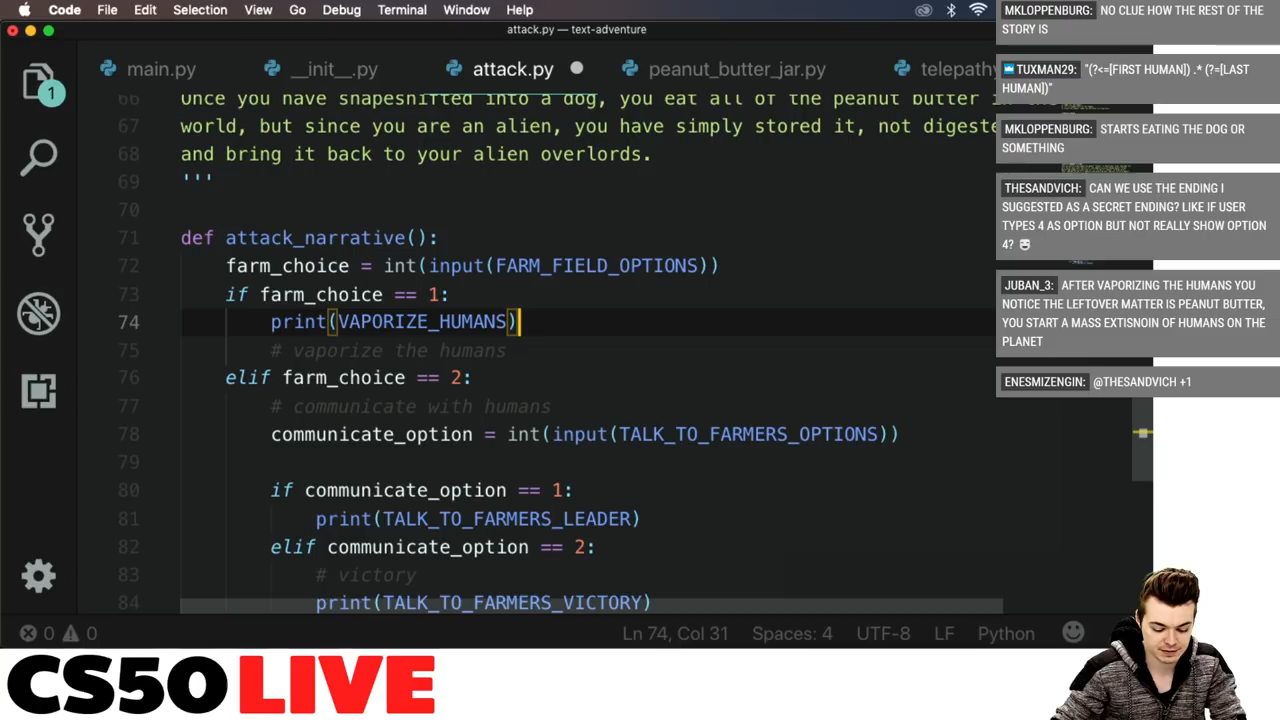 Code File Edit Selection View Go Debug Terminal Window Help
attack.py — text-adventure
main.py __init__.py attack.py peanut_butter_jar.py telepathy
66 Once you have shapeshifted into a dog, you eat all of the peanut butter in
67 world, but since you are an alien, you have simply stored it, not digeste
68 and bring it back to your alien overlords.
69 '''
70
71 def attack_narrative():
72 farm_choice = int(input(FARM_FIELD_OPTIONS))
73 if farm_choice == 1:
74 print(VAPORIZE_HUMANS)
75 # vaporize the humans
76 elif farm_choice == 2:
77 # communicate with humans
78 communicate_option = int(input(TALK_TO_FARMERS_OPTIONS))
79
80 if communicate_option == 1:
81 print(TALK_TO_FARMERS_LEADER)
82 elif communicate_option == 2:
83 # victory
84 print(TALK_TO_FARMERS_VICTORY)
1
0 0 Ln 74, Col 31 Spaces: 4 UTF-8 LF Python
MKLOPPENBURG: NO CLUE HOW THE REST OF THE
STORY IS
TUXMAN29: "(?<=[FIRST HUMAN]) .* (?=[LAST
HUMAN])"
MKLOPPENBURG: STARTS EATING THE DOG OR
SOMETHING
THESANDVICH: CAN WE USE THE ENDING I
SUGGESTED AS A SECRET ENDING? LIKE IF USER
TYPES 4 AS OPTION BUT NOT REALLY SHOW OPTION
4? 
JUBAN_3: AFTER VAPORIZING THE HUMANS YOU
NOTICE THE LEFTOVER MATTER IS PEANUT BUTTER,
YOU START A MASS EXTISNOIN OF HUMANS ON THE
PLANET
ENESMIZENGIN: @THESANDVICH +1
CS50 LIVE